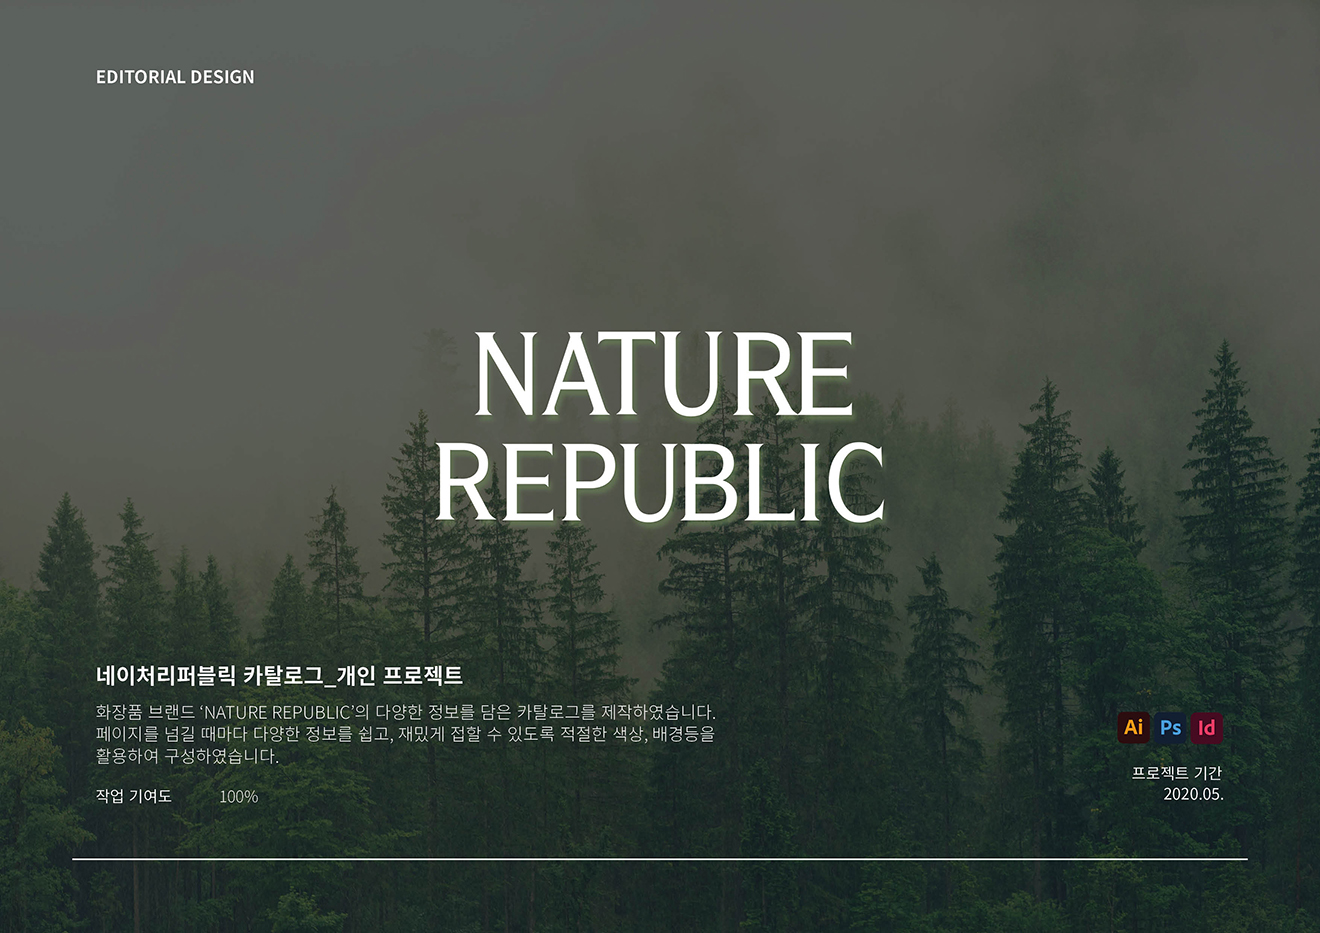 EDITORIAL DESIGN
NATURE
REPUBLIC
네이처리퍼블릭 카탈로그_개인 프로젝트
화장품 브랜드 ‘NATURE REPUBLIC’의 다양한 정보를 담은 카탈로그를 제작하였습니다.
페이지를 넘길 때마다 다양한 정보를 쉽고, 재밌게 접할 수 있도록 적절한 색상, 배경등을
활용하여 구성하였습니다.
작업 기여도 100%
Ai Ps Id
프로젝트 기간
2020.05.